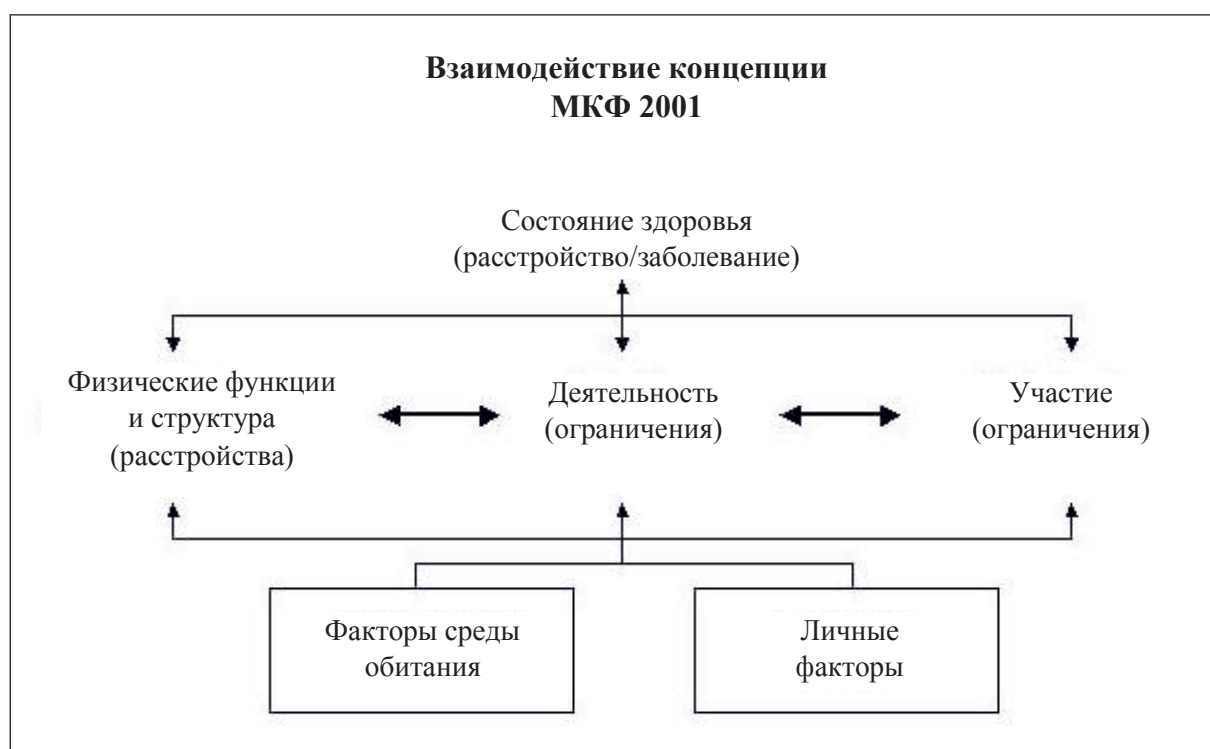 Взаимодействие концепции
МКФ 2001
Состояние здоровья
(расстройство/заболевание)
Физические функции
и структура
(расстройства)
Деятельность
(ограничения)
Участие
(ограничения)
Факторы среды
обитания
Личные
факторы